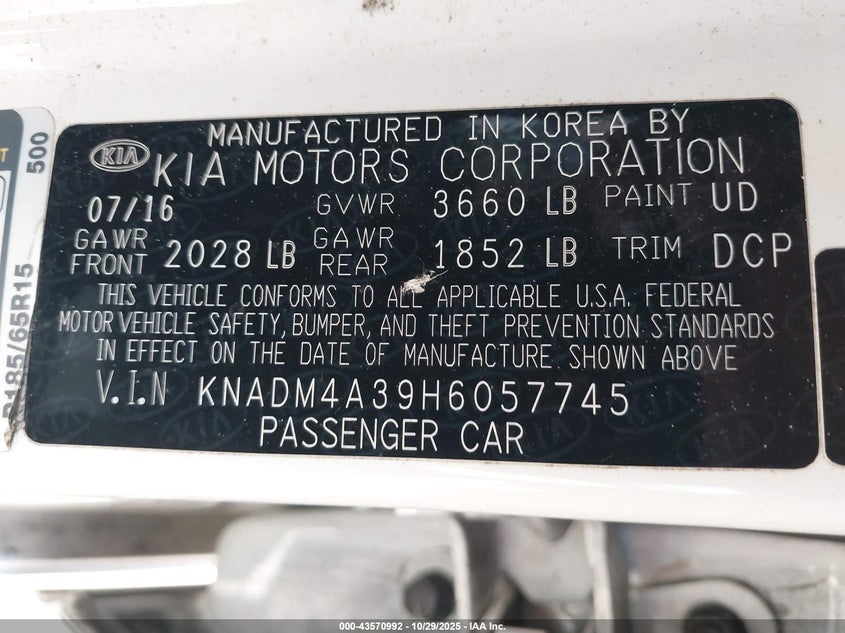 MANUFACTURED IN KOREA BY
KIA KIA MOTORS CORPORATION
07/16 GVWR 3660 LB PAINT UD
GAWR FRONT 2028 LB GAWR REAR 1852 LB TRIM DCP
THIS VEHICLE CONFORMS TO ALL APPLICABLE U.S.A. FEDERAL
MOTOR VEHICLE SAFETY, BUMPER, AND THEFT PREVENTION STANDARDS
IN EFFECT ON THE DATE OF MANUFACTURE SHOWN ABOVE
V.I.N KNADM4A39H6057745
PASSENGER CAR
500
P185/65R15
000-43570992 - 10/29/2025 - IAA Inc.